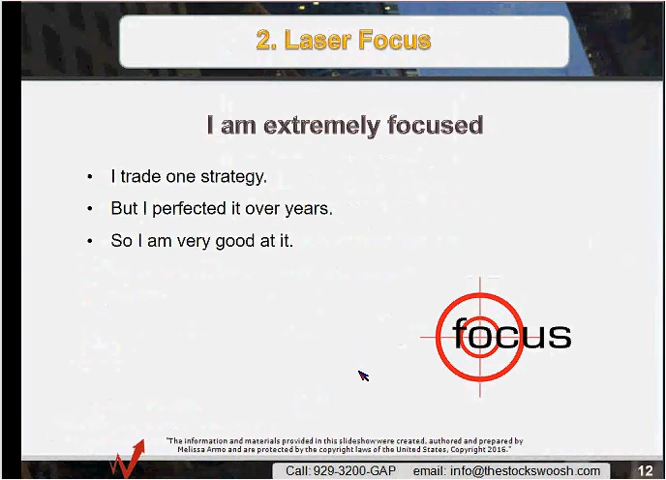 2. Laser Focus
I am extremely focused
• I trade one strategy.
• But I perfected it over years.
• So I am very good at it.
focus
"The information and materials provided in this slideshow were created, authored and prepared by
Melissa Armo and are protected by the copyright laws of the United States, Copyright 2016."
Call: 929-3200-GAP email: info@thestockswoosh.com 12